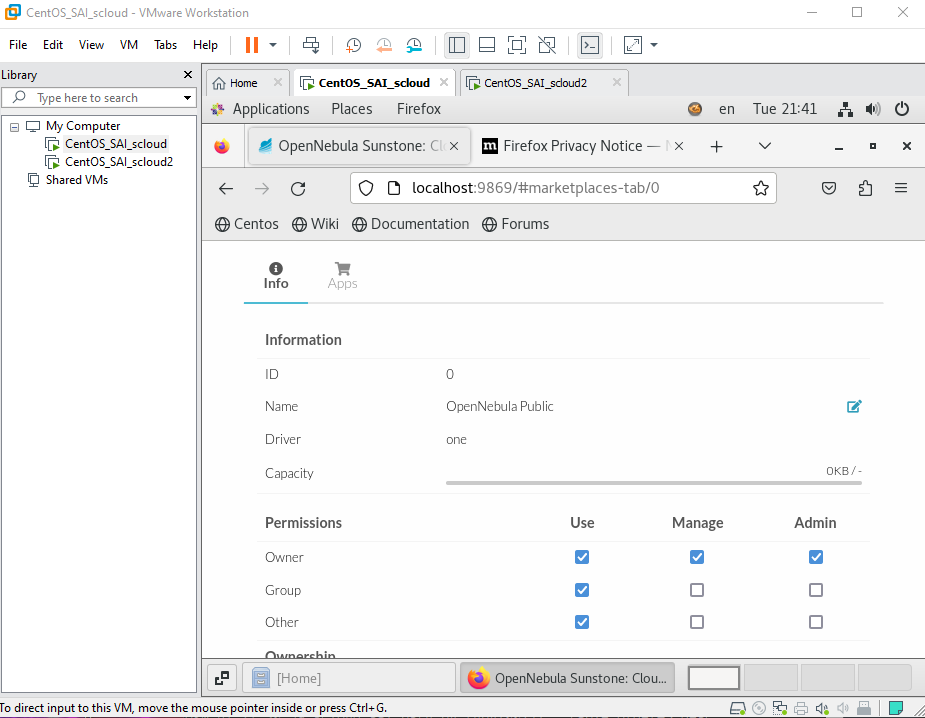 CentOS_SAI_scloud - VMware Workstation
File Edit View VM Tabs Help
Library
Type here to search
My Computer
CentOS_SAI_scloud
CentOS_SAI_scloud2
Shared VMs
Home CentOS_SAI_scloud CentOS_SAI_scloud2
Applications Places Firefox en Tue 21:41
OpenNebula Sunstone: Clo Firefox Privacy Notice —
localhost:9869/#marketplaces-tab/0
Centos Wiki Documentation Forums
Info Apps
Information
ID 0
Name OpenNebula Public
Driver one
Capacity 0KB / -
Permissions Use Manage Admin
Owner
Group
Other
Ownership
[Home] OpenNebula Sunstone: Clou...
To direct input to this VM, move the mouse pointer inside or press Ctrl+G.